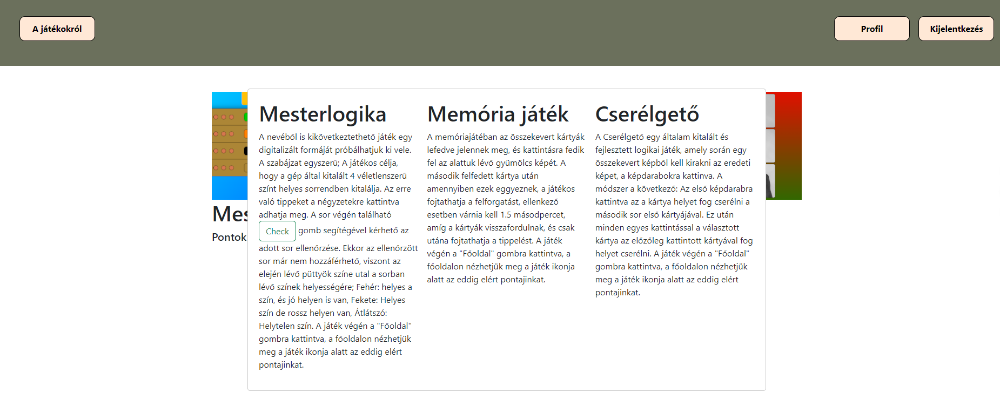 A játékokról
Profil
Kijelentkezés
Mesterlogika
A nevéből is kikövetkeztethető játék egy
digitalizált formáját próbálhatjuk ki vele.
A szabájzat egyszerű; A játékos célja,
hogy a gép által kitalált 4 véletlenszerű
színt helyes sorrendben kitalálja. Az erre
való tippeket a négyzetekre kattintva
adhatja meg. A sor végén található
Check gomb segítégével kérhető az
adott sor ellenőrzése. Ekkor az ellenőrzött
sor már nem hozzáférhető, viszont az
elején lévő püttyök színe utal a sorban
lévő színek helyességére; Fehér: helyes a
szín, és jó helyen is van, Fekete: Helyes
szín de rossz helyen van, Átlátszó:
Helytelen szín. A játék végén a "Főoldal"
gombra kattintva, a főoldalon nézhetjük
meg a játék ikonja alatt az eddig elért
pontajinkat.
Memória játék
A memóriajátéban az összekevert kártyák
lefedve jelennek meg, és kattintásra fedik
fel az alattuk lévő gyümölcs képét. A
második felfedett kártya után
amennyiben ezek eggyeznek, a játékos
fojtathatja a felforgatást, ellenkező
esetben várnia kell 1.5 másodpercet,
amíg a kártyák visszafordulnak, és csak
utána fojtathatja a tippelést. A játék
végén a "Főoldal" gombra kattintva, a
főoldalon nézhetjük meg a játék ikonja
alatt az eddig elért pontajinkat.
Cserélgető
A Cserélgető egy általam kitalált és
fejlesztett logikai játék, amely során egy
összekevert képből kell kirakni az eredeti
képet, a képdarabokra kattinva. A
módszer a következő: Az első képdarabra
kattintva az a kártya helyet fog cserélni a
második sor első kártyájával. Ez után
minden egyes kattintással a választott
kártya az előzőleg kattintott kártyával fog
helyet cserélni. A játék végén a "Főoldal"
gombra kattintva, a főoldalon nézhetjük
meg a játék ikonja alatt az eddig elért
pontajinkat.
Mes
Pontok